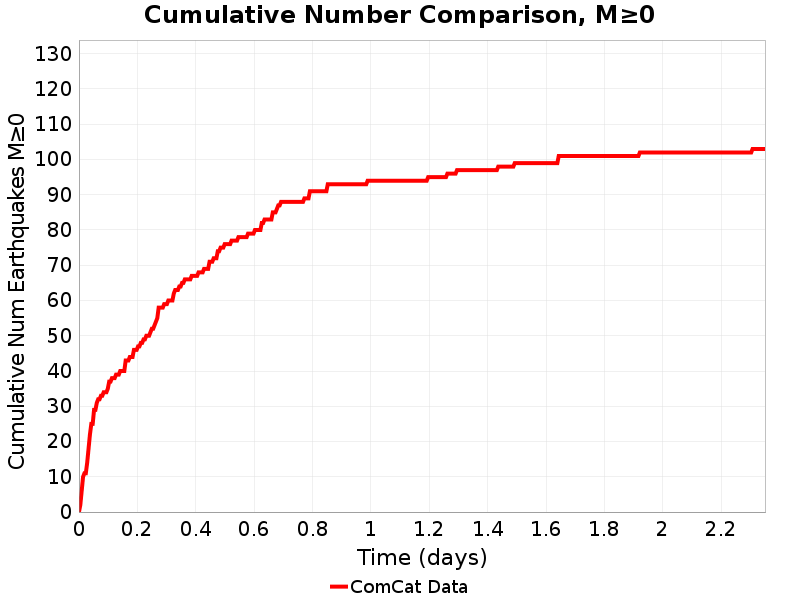 Cumulative Number Comparison, M≥0
Cumulative Num Earthquakes M≥0
130
120
110
100
90
80
70
60
50
40
30
20
10
0
0 0.2 0.4 0.6 0.8 1 1.2 1.4 1.6 1.8 2 2.2
Time (days)
ComCat Data